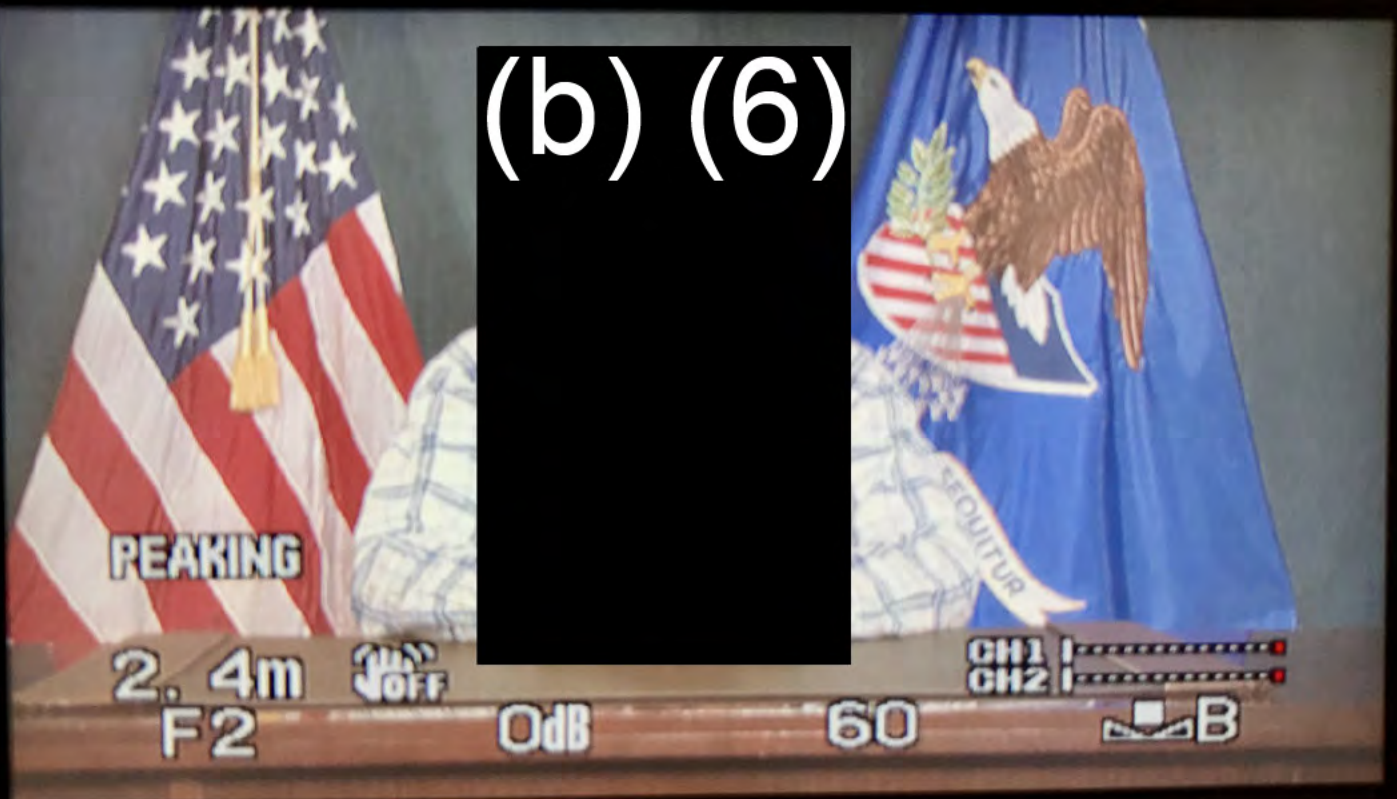 (b) (6)
SEQUITUR
PEAKING
2. 4m
OFF
CH1
CH2
F2
0dB
60
B